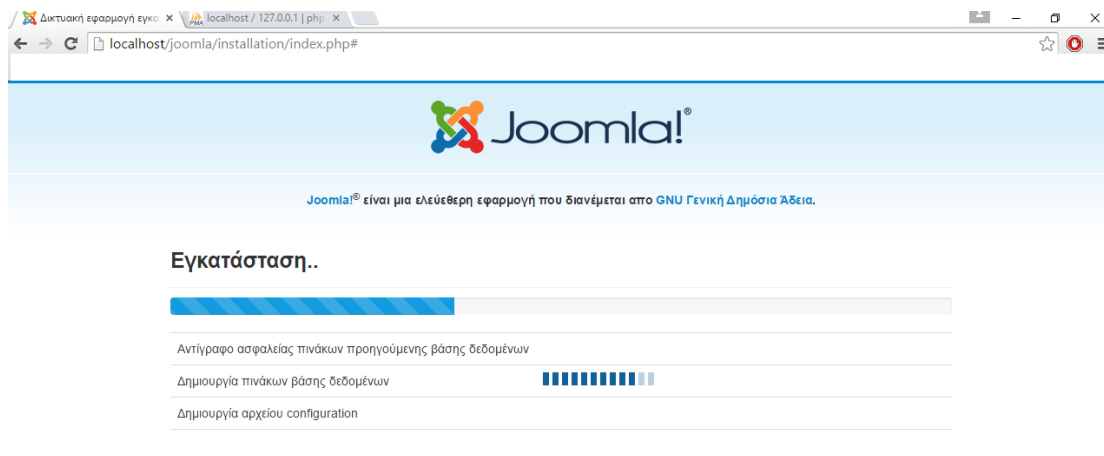 Δικτυακή εφαρμογή εγκα
localhost / 127.0.0.1 | php
localhost/joomla/installation/index.php#
Joomla!®
Joomla!® είναι μια ελεύθερη εφαρμογή που διανέμεται απο GNU Γενική Δημόσια Άδεια.
Εγκατάσταση..
Αντίγραφο ασφαλείας πινάκων προηγούμενης βάσης δεδομένων
Δημιουργία πινάκων βάσης δεδομένων
Δημιουργία αρχείου configuration